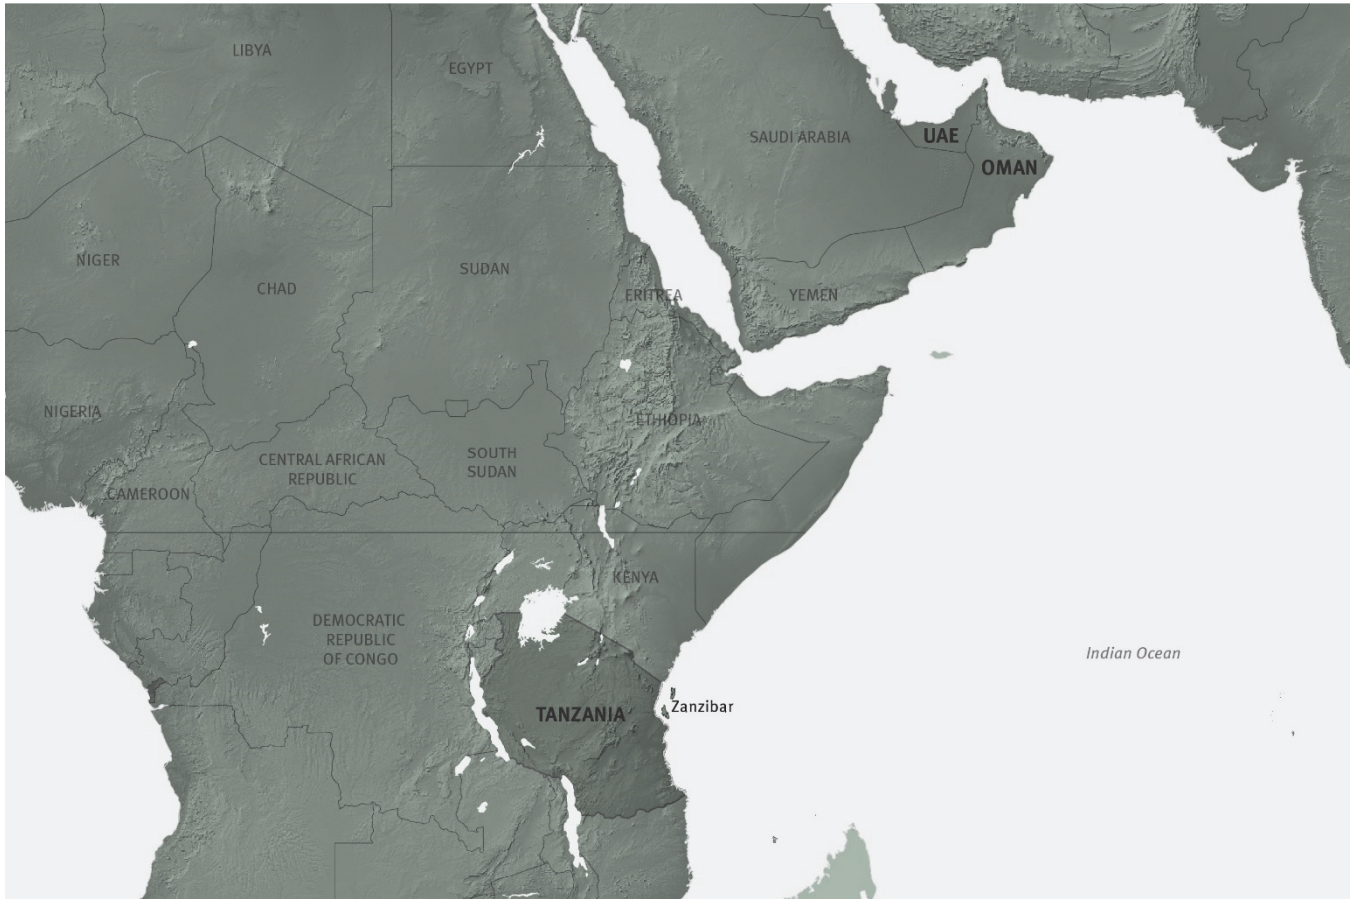 LIBYA
EGYPT
SAUDI ARABIA
UAE
OMAN
NIGER
CHAD
SUDAN
ERITREA
YEMEN
NIGERIA
ETHIOPIA
CENTRAL AFRICAN
REPUBLIC
SOUTH
SUDAN
CAMEROON
KENYA
DEMOCRATIC
REPUBLIC
OF CONGO
Indian Ocean
TANZANIA
Zanzibar